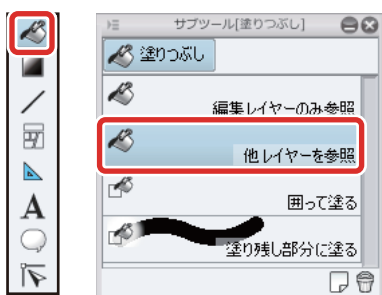 サブツール[塗りつぶし]
塗りつぶし
編集レイヤーのみ参照
他レイヤーを参照
囲って塗る
塗り残し部分に塗る
A